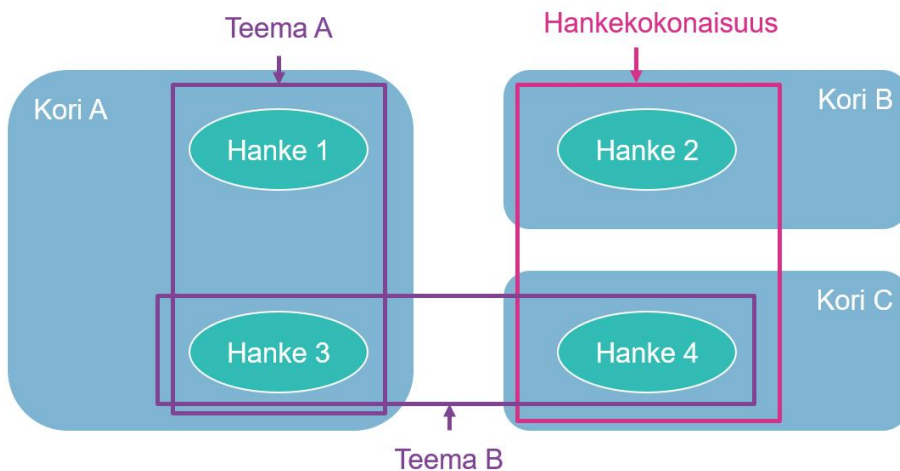 Teema A
Hankekokonaisuus
Kori A
Hanke 1
Hanke 2
Kori B
Hanke 3
Hanke 4
Kori C
Teema B